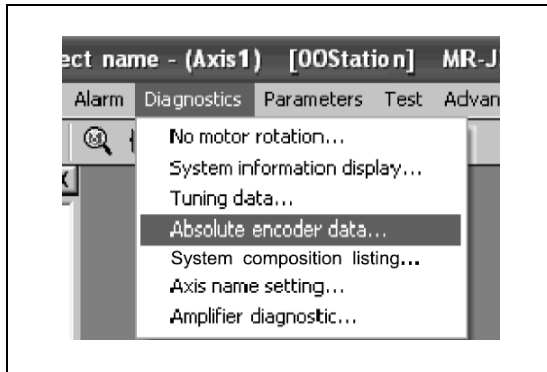 ect name - (Axis1) [00Station] MR-J
Alarm Diagnostics Parameters Test Advan
No motor rotation...
System information display...
Tuning data...
Absolute encoder data...
System composition listing...
Axis name setting...
Amplifier diagnostic...